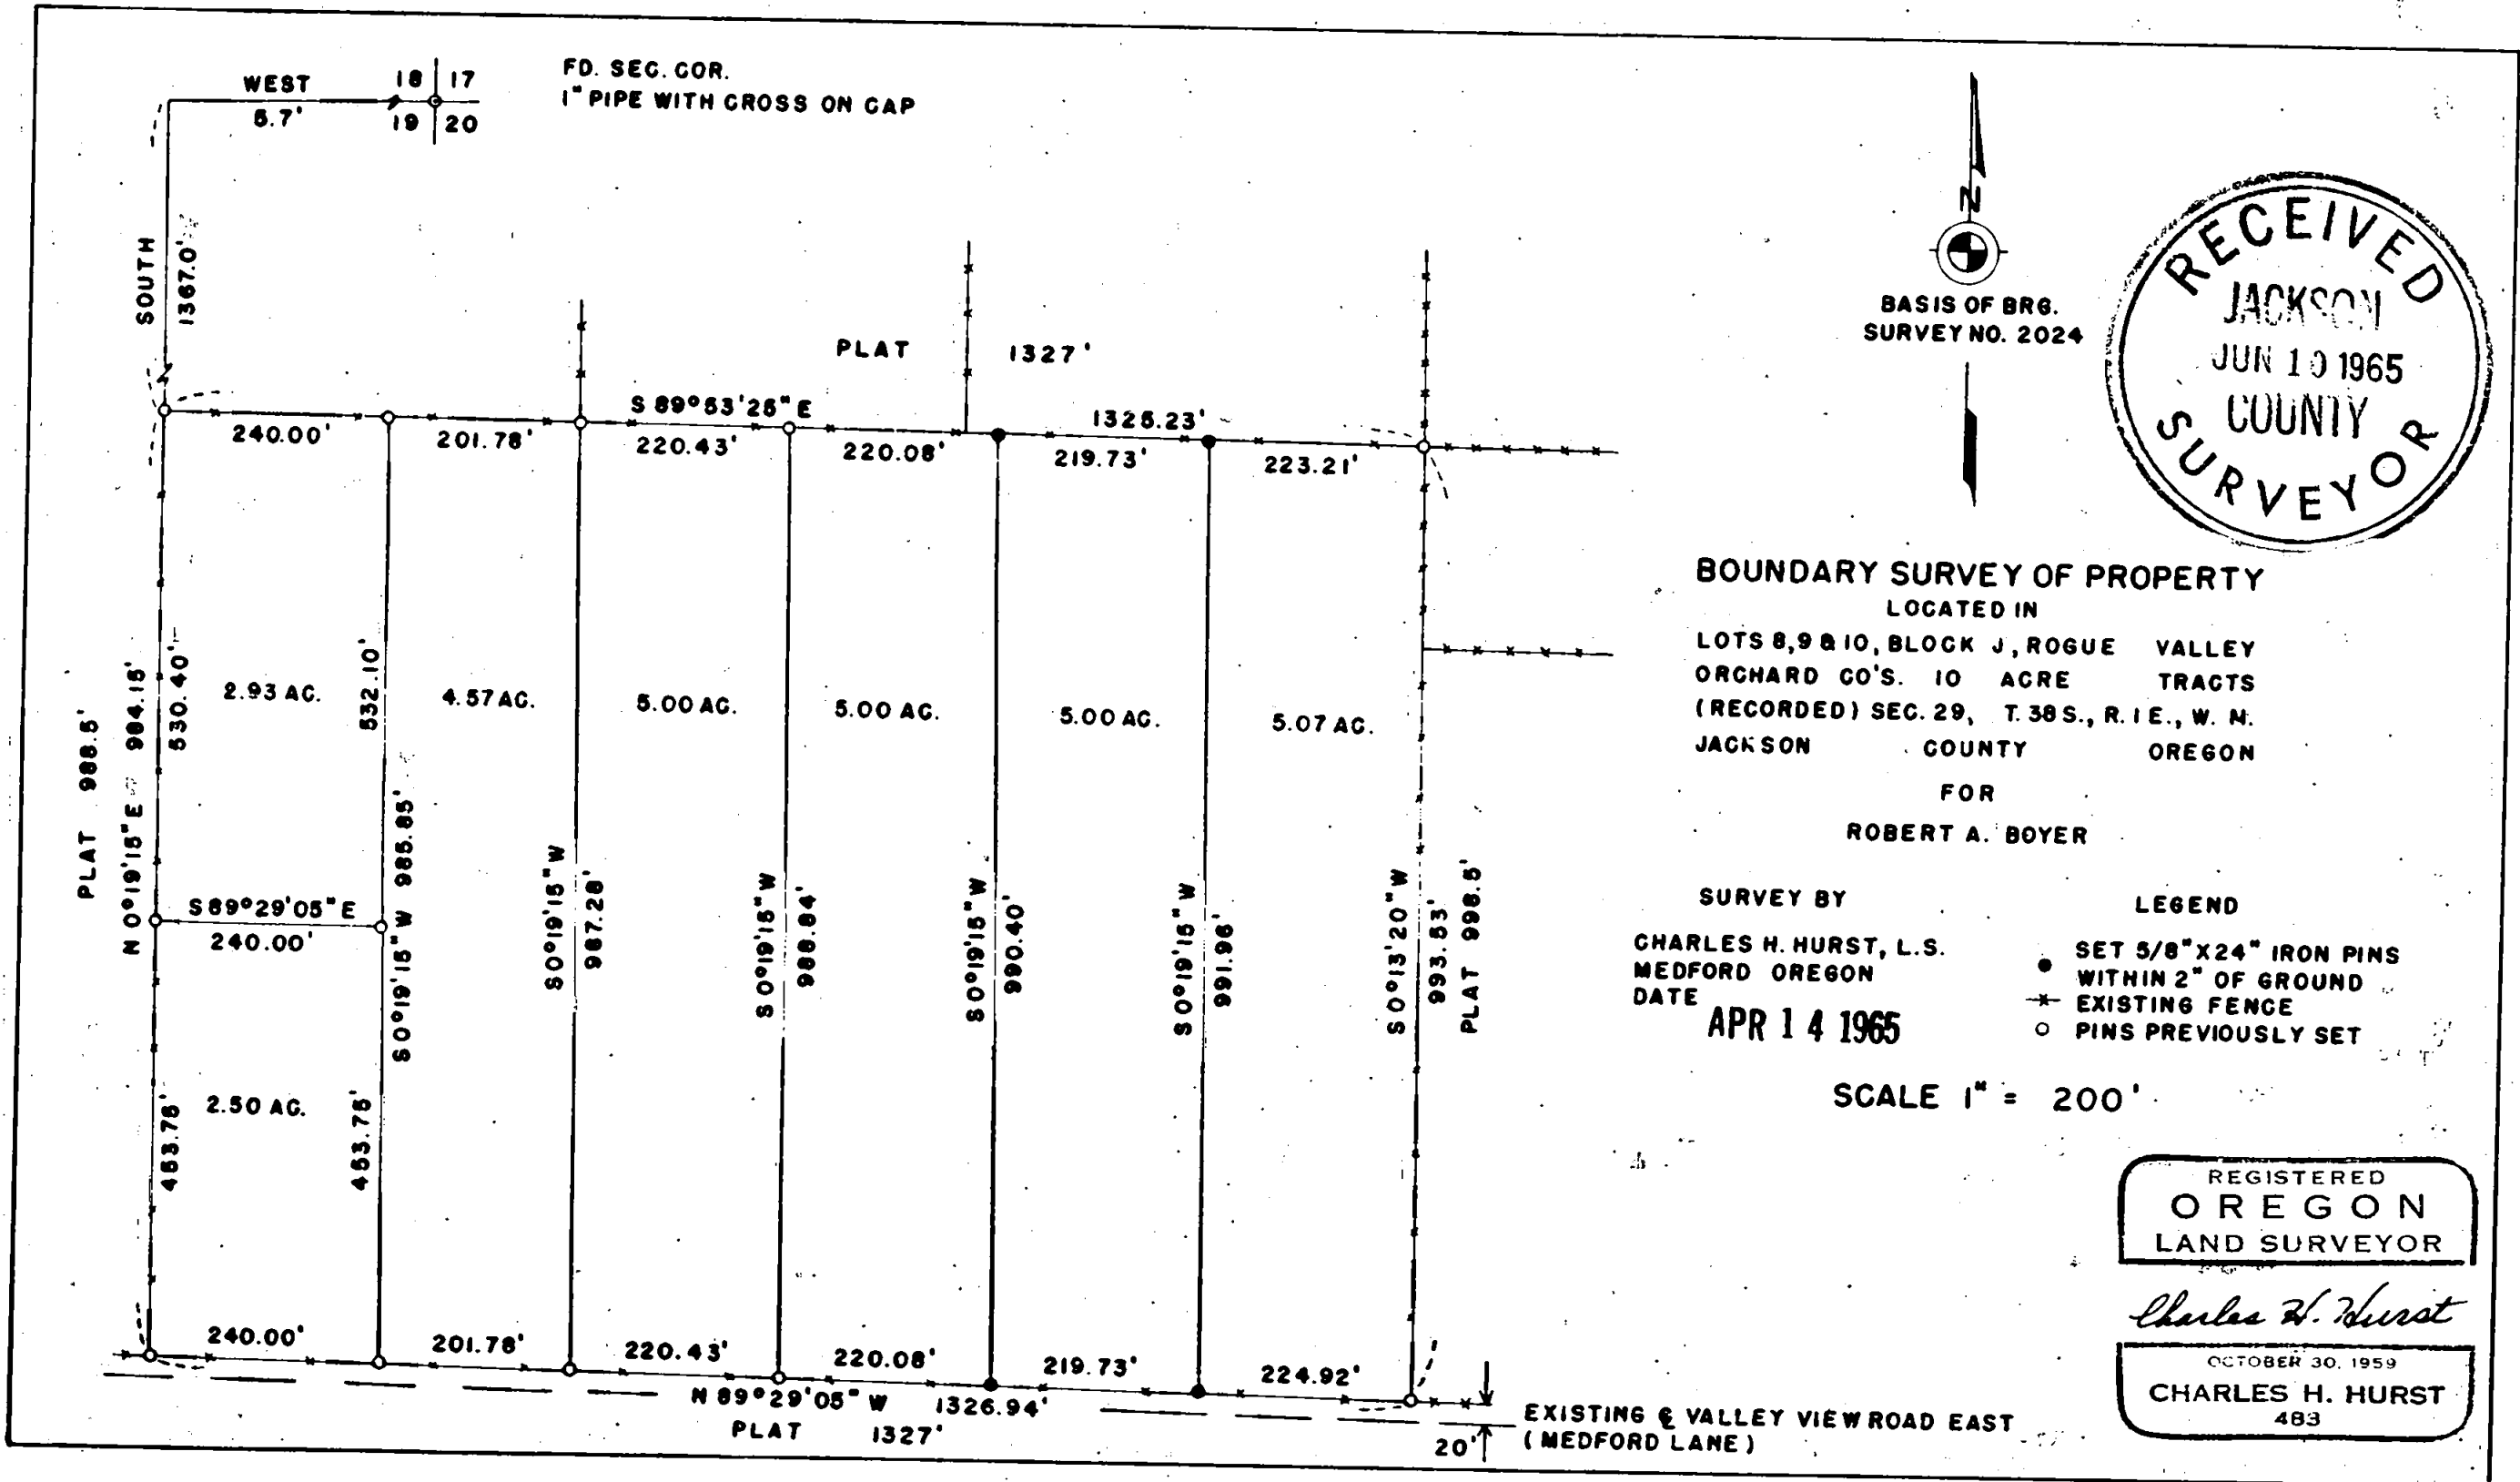 WEST
5.7'
18 17
19 20
FD. SEC. COR.
1" PIPE WITH CROSS ON CAP
SOUTH
1367.0'
PLAT 1327'
S 89°53'25" E
1325.23'
240.00'
201.78'
220.43'
220.08'
219.73'
223.21'
BASIS OF BRG.
SURVEY NO. 2024
N
RECEIVED
JACKSON
JUN 10 1965
COUNTY
SURVEYOR
PLAT 988.5'
N 0°19'15" E 984.15'
530.40'
2.93 AC.
532.10'
4.57 AC.
5.00 AC.
5.00 AC.
5.00 AC.
5.07 AC.
S 89°29'05" E
240.00'
S 0°19'15" W 985.85'
S 0°19'15" W
987.28'
S 0°19'15" W
988.84'
S 0°19'15" W
990.40'
S 0°19'15" W
991.96'
S 0°13'20" W
993.53'
PLAT 998.5'
453.75'
2.50 AC.
453.75'
240.00'
201.78'
220.43'
220.08'
219.73'
224.92'
N 89°29'05" W 1326.94'
PLAT 1327'
20'
EXISTING ℄ VALLEY VIEW ROAD EAST
(MEDFORD LANE)
BOUNDARY SURVEY OF PROPERTY
LOCATED IN
LOTS 8,9 & 10, BLOCK J, ROGUE VALLEY
ORCHARD CO'S. 10 ACRE TRACTS
(RECORDED) SEC. 29, T. 38 S., R. 1 E., W. M.
JACKSON COUNTY OREGON
FOR
ROBERT A. BOYER
SURVEY BY
CHARLES H. HURST, L.S.
MEDFORD OREGON
DATE
APR 14 1965
LEGEND
SET 5/8" X 24" IRON PINS
WITHIN 2" OF GROUND
EXISTING FENCE
PINS PREVIOUSLY SET
SCALE 1" = 200'
REGISTERED
OREGON
LAND SURVEYOR
Charles H. Hurst
OCTOBER 30, 1959
CHARLES H. HURST
483